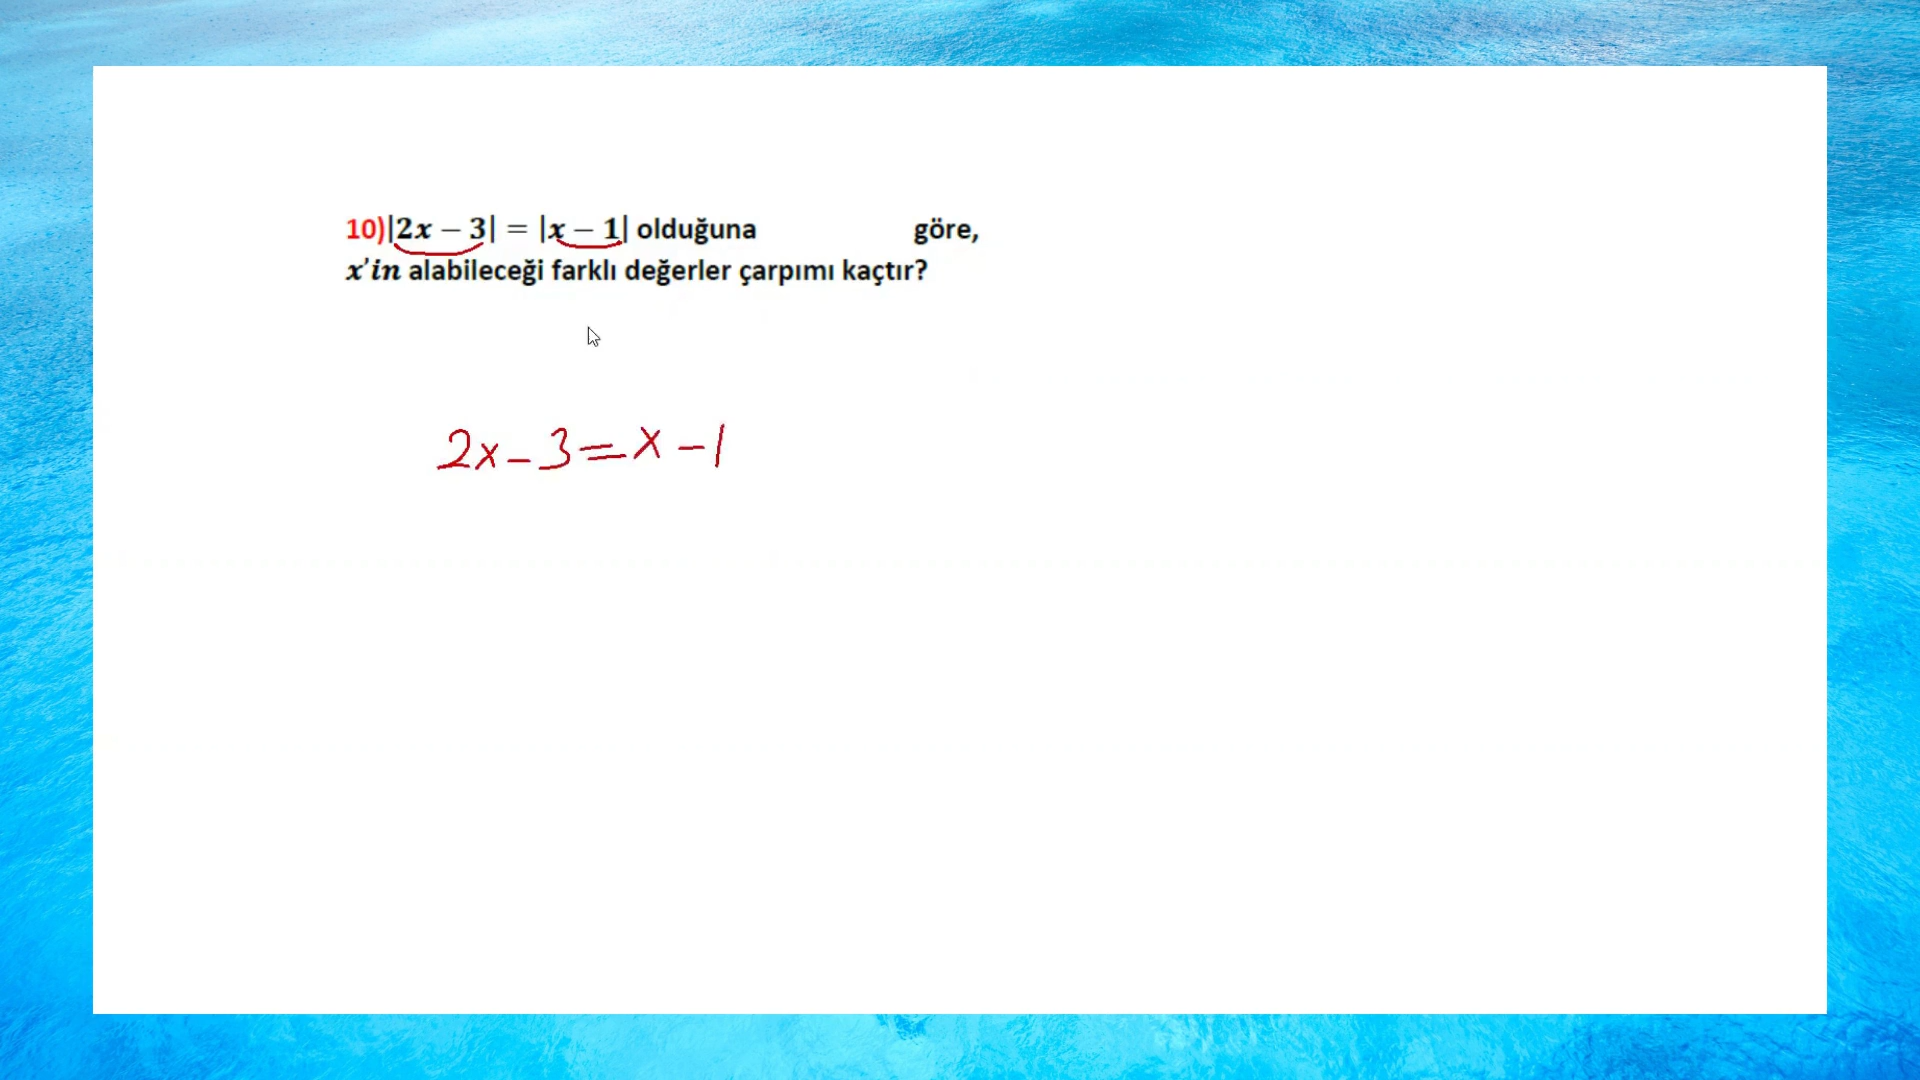 10)|2x − 3| = |x − 1| olduğuna göre,
x'in alabileceği farklı değerler çarpımı kaçtır?
2x − 3 = x − 1